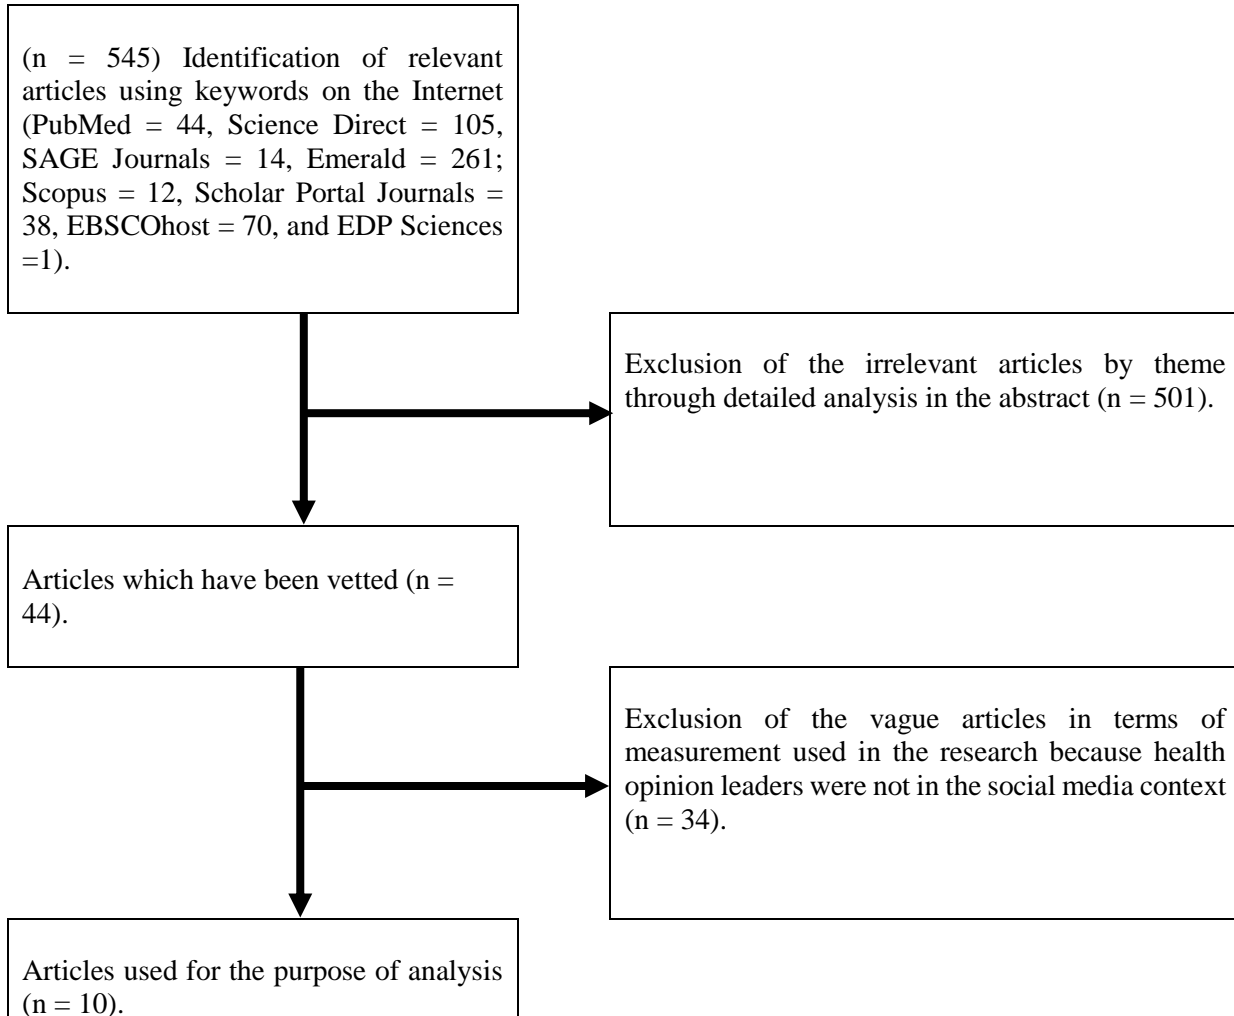 (n = 545) Identification of relevant
articles using keywords on the Internet
(PubMed = 44, Science Direct = 105,
SAGE Journals = 14, Emerald = 261;
Scopus = 12, Scholar Portal Journals =
38, EBSCOhost = 70, and EDP Sciences
=1).
Exclusion of the irrelevant articles by theme
through detailed analysis in the abstract (n = 501).
Articles which have been vetted (n =
44).
Exclusion of the vague articles in terms of
measurement used in the research because health
opinion leaders were not in the social media context
(n = 34).
Articles used for the purpose of analysis
(n = 10).